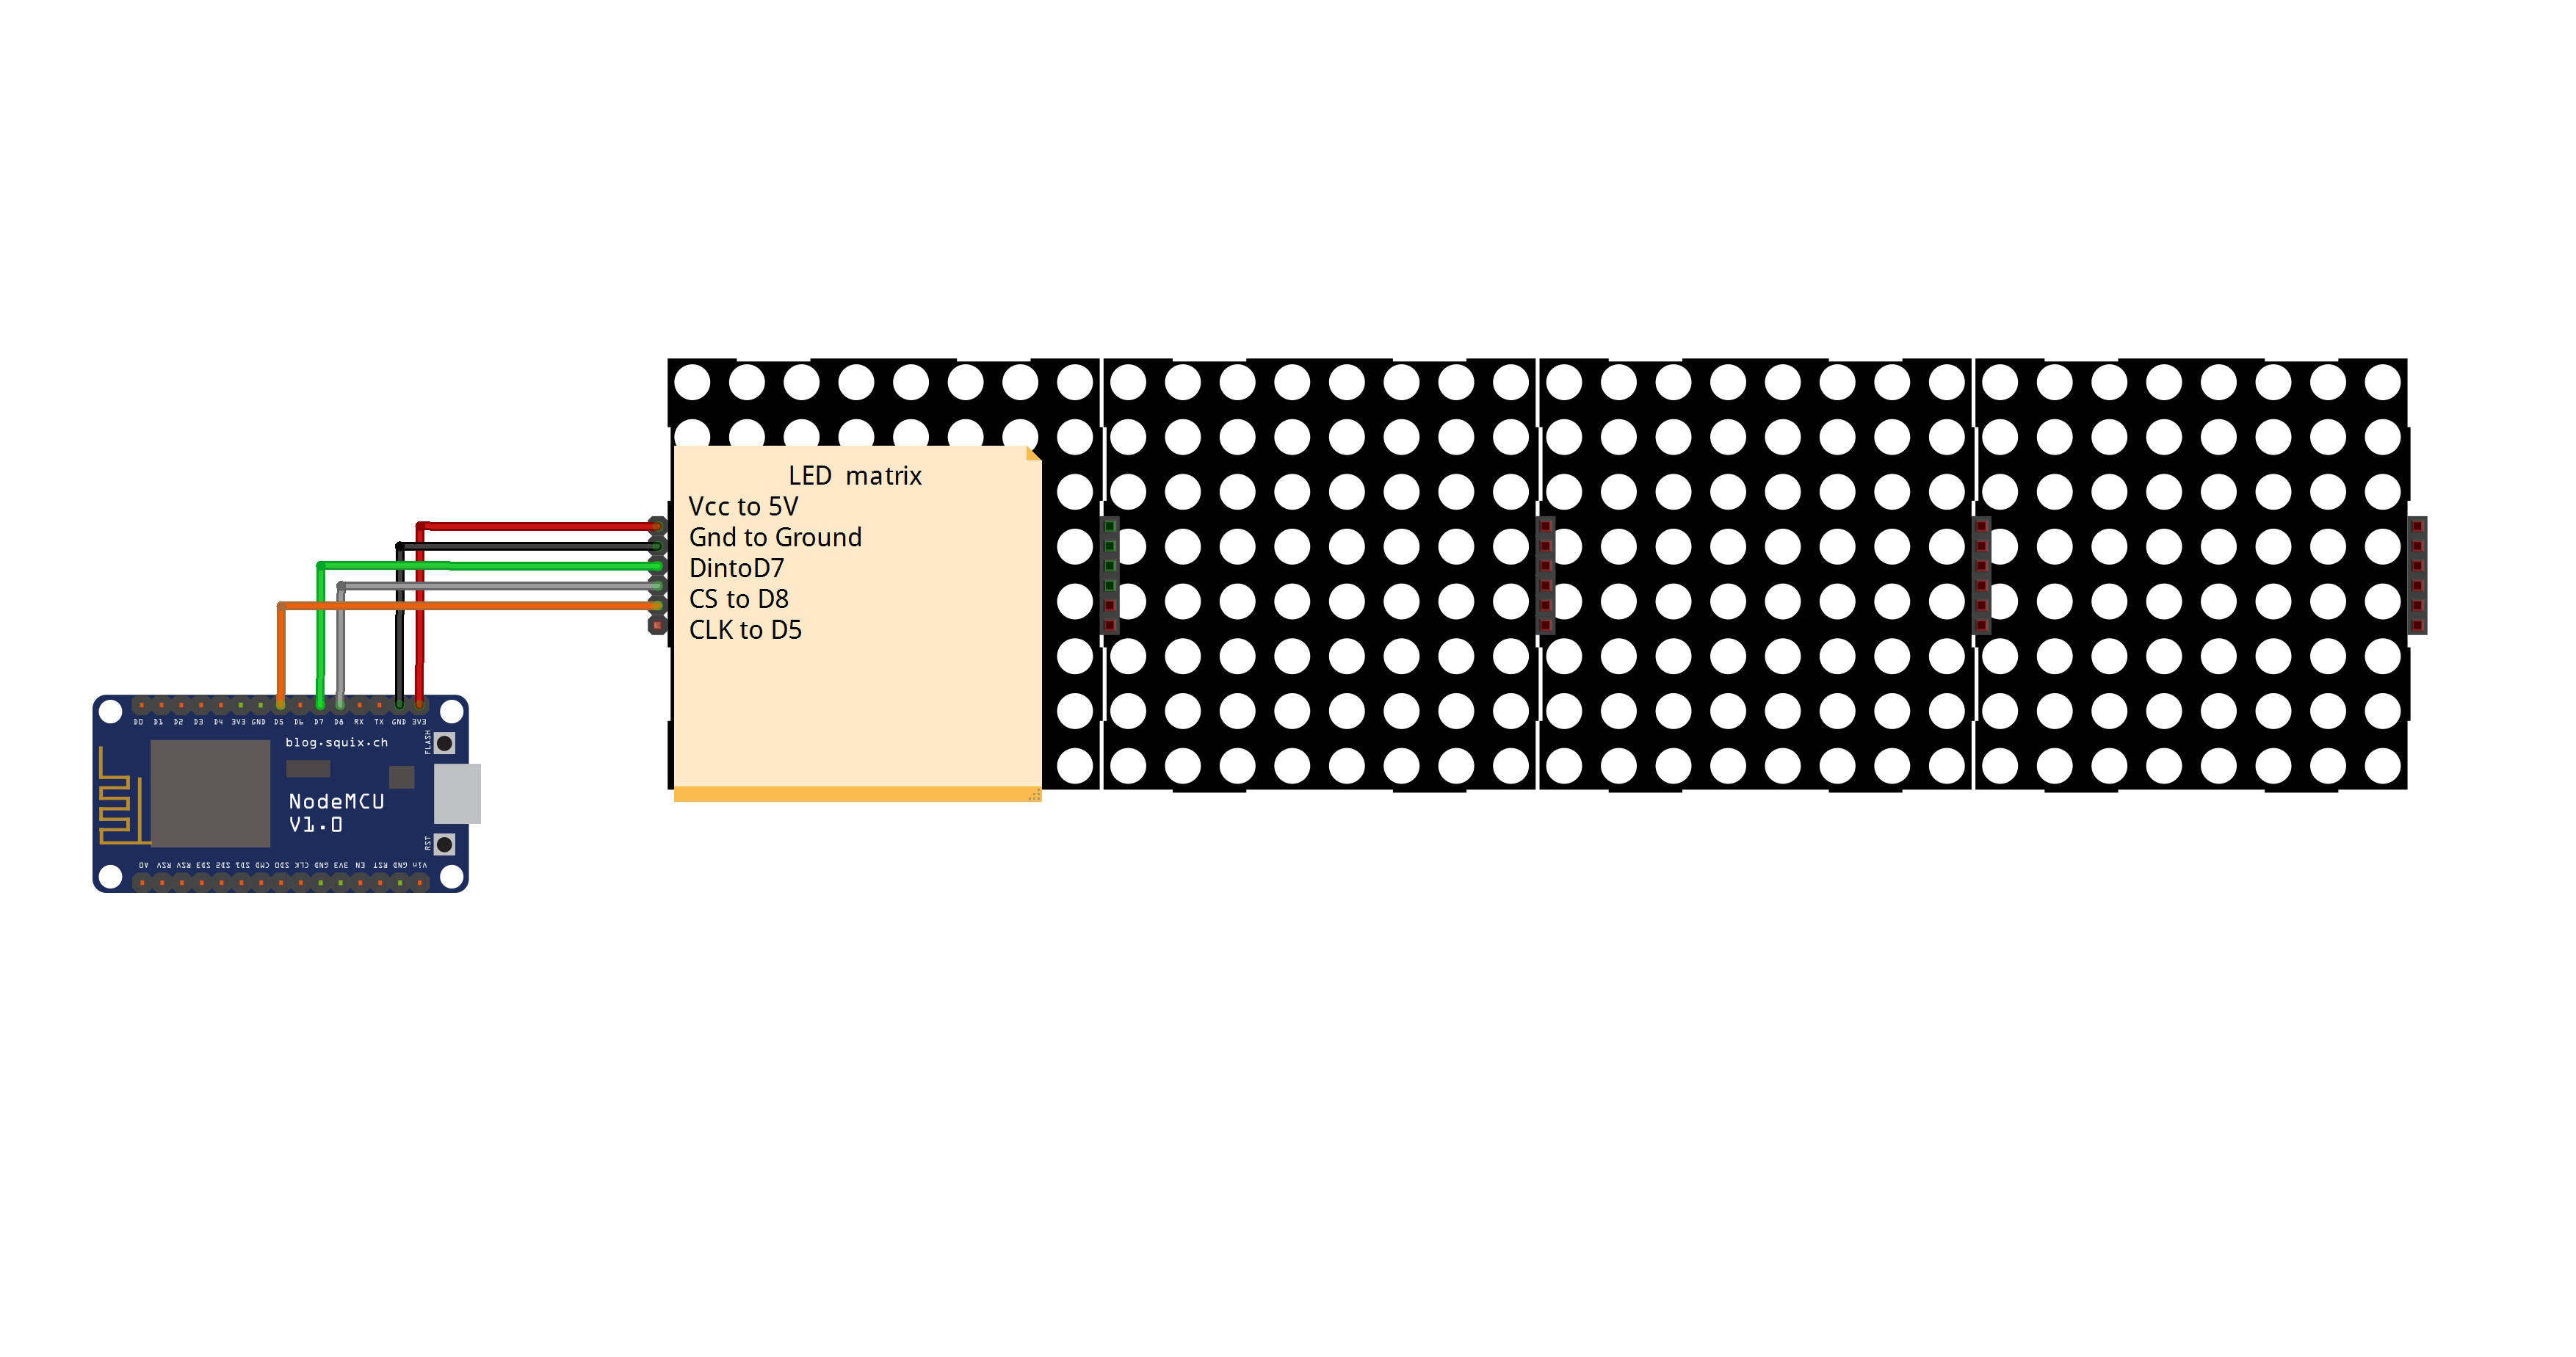 LED matrix
Vcc to 5V
Gnd to Ground
DintoD7
CS to D8
CLK to D5
D0 D1 D2 D3 D4 3V3 GND D5 D6 D7 D8 RX TX GND 3V3
blog.squix.ch
FLASH
NodeMCU
V1.0
RST
A0 RSV RSV SD3 SD2 SD1 CMD SD0 CLK GND 3V3 EN RST GND Vin